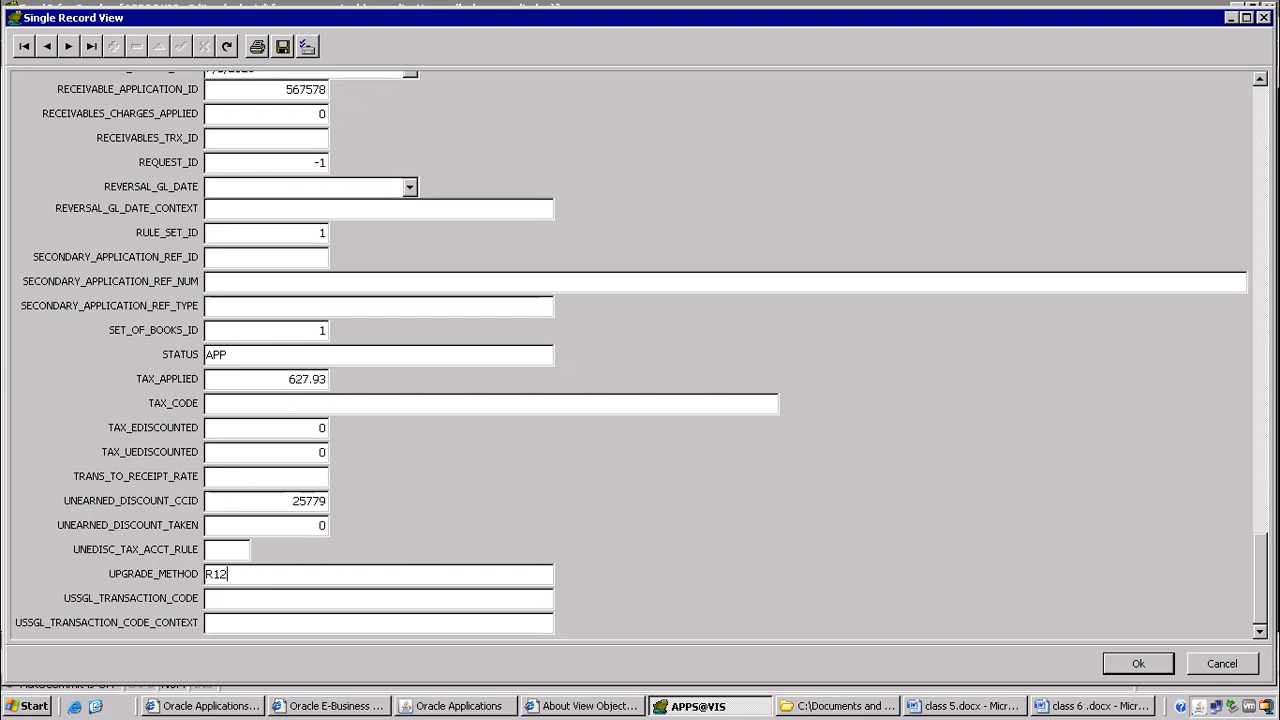 Single Record View
RECEIVABLE_APPLICATION_ID 567578
RECEIVABLES_CHARGES_APPLIED 0
RECEIVABLES_TRX_ID
REQUEST_ID -1
REVERSAL_GL_DATE
REVERSAL_GL_DATE_CONTEXT
RULE_SET_ID 1
SECONDARY_APPLICATION_REF_ID
SECONDARY_APPLICATION_REF_NUM
SECONDARY_APPLICATION_REF_TYPE
SET_OF_BOOKS_ID 1
STATUS APP
TAX_APPLIED 627.93
TAX_CODE
TAX_EDISCOUNTED 0
TAX_UEDISCOUNTED 0
TRANS_TO_RECEIPT_RATE
UNEARNED_DISCOUNT_CCID 25779
UNEARNED_DISCOUNT_TAKEN 0
UNEDISC_TAX_ACCT_RULE
UPGRADE_METHOD R12
USSGL_TRANSACTION_CODE
USSGL_TRANSACTION_CODE_CONTEXT
Ok Cancel
Start Oracle Applications... Oracle E-Business ... Oracle Applications About View Object... APPS@VIS C:\Documents and ... class 5.docx - Micr... class 6 .docx - Micr...